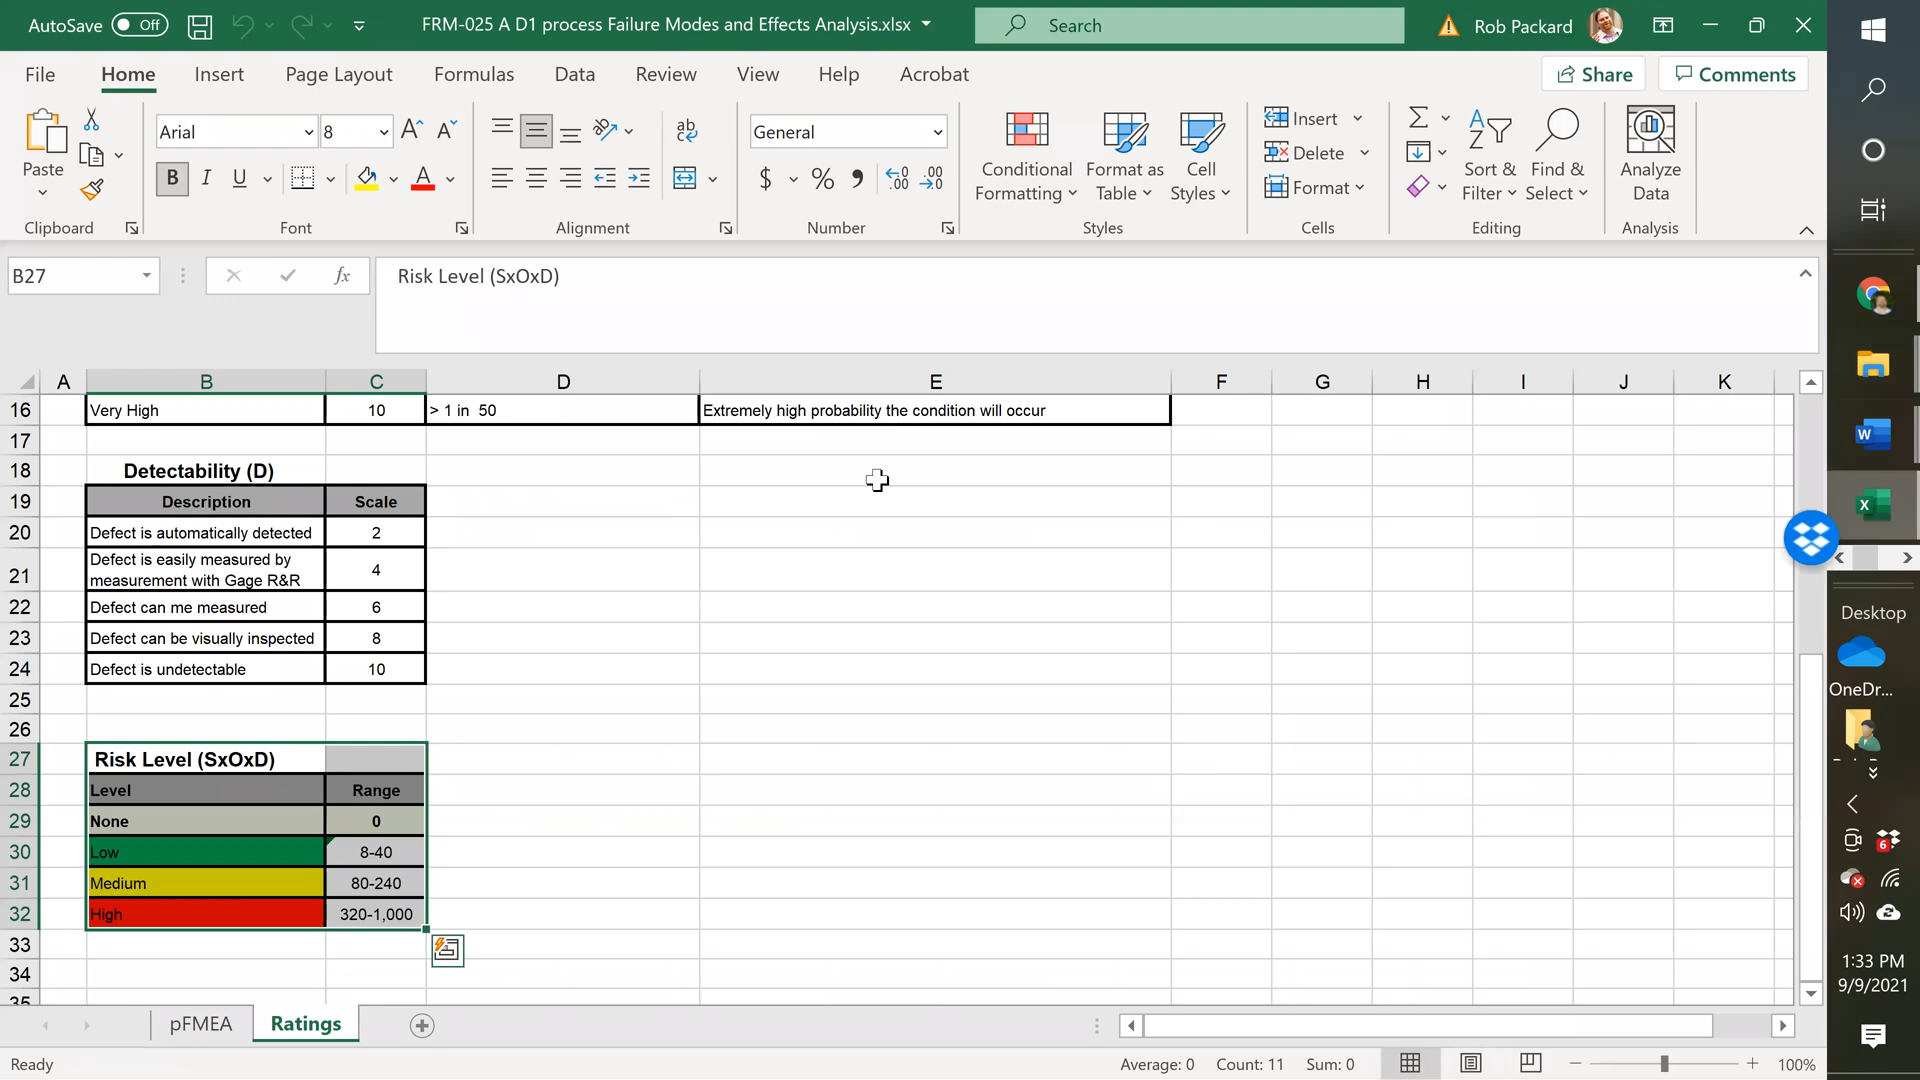 AutoSave Off
FRM-025 A D1 process Failure Modes and Effects Analysis.xlsx
Search
Rob Packard
File Home Insert Page Layout Formulas Data Review View Help Acrobat
Share Comments
Paste
Clipboard
Arial 8
B I U A
Font
ab
Alignment
General
$ % 9
Number
Conditional
Formatting
Format as
Table
Cell
Styles
Styles
Insert
Delete
Format
Cells
Sort &
Filter
Find &
Select
Editing
Analyze
Data
Analysis
B27
fx
Risk Level (SxOxD)
A B C D E F G H I J K
16 Very High 10 > 1 in 50 Extremely high probability the condition will occur
17
18 Detectability (D)
19 Description Scale
20 Defect is automatically detected 2
21 Defect is easily measured by
measurement with Gage R&R 4
22 Defect can me measured 6
23 Defect can be visually inspected 8
24 Defect is undetectable 10
25
26
27 Risk Level (SxOxD)
28 Level Range
29 None 0
30 Low 8-40
31 Medium 80-240
32 High 320-1,000
33
34
35
pFMEA Ratings
Ready
Average: 0 Count: 11 Sum: 0
100%
Desktop
OneDr...
6
1:33 PM
9/9/2021